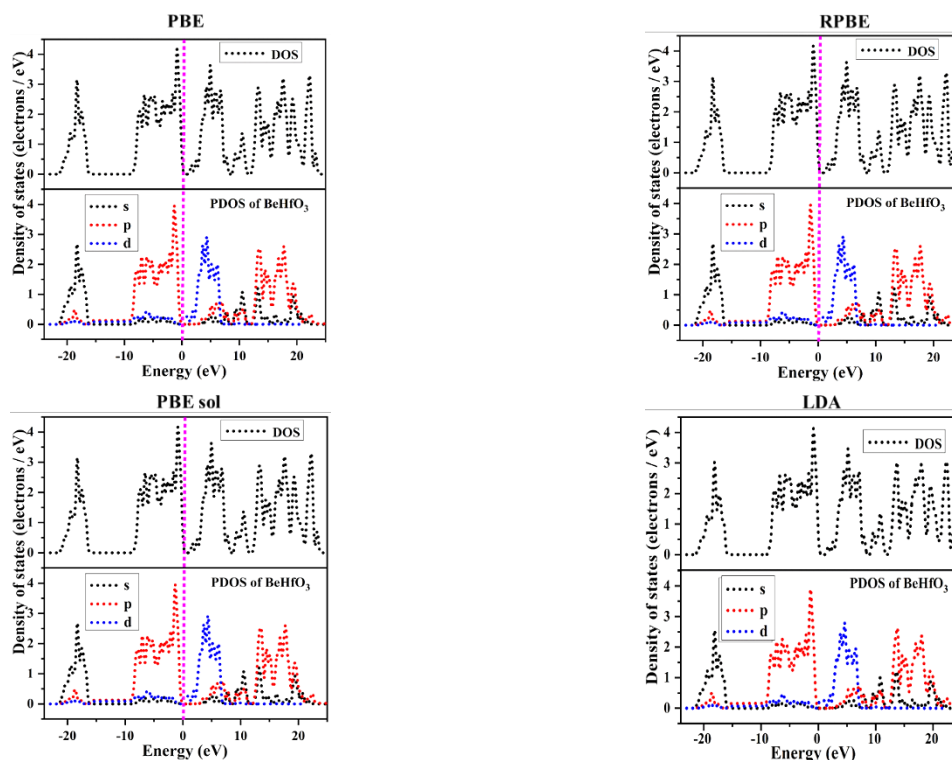 PBE
Density of states (electrons / eV)
4
3
2
1
0
DOS
4
3
2
1
0
s
p
d
PDOS of BeHfO3
-20 -10 0 10 20
Energy (eV)
RPBE
Density of states (electrons / eV)
4
3
2
1
0
DOS
4
3
2
1
0
s
p
d
PDOS of BeHfO3
-20 -10 0 10 20
Energy (eV)
PBE sol
Density of states (electrons / eV)
4
3
2
1
0
DOS
4
3
2
1
0
s
p
d
PDOS of BeHfO3
-20 -10 0 10 20
Energy (eV)
LDA
Density of states (electrons / eV)
4
3
2
1
0
DOS
4
3
2
1
0
s
p
d
PDOS of BeHfO3
-20 -10 0 10 20
Energy (eV)